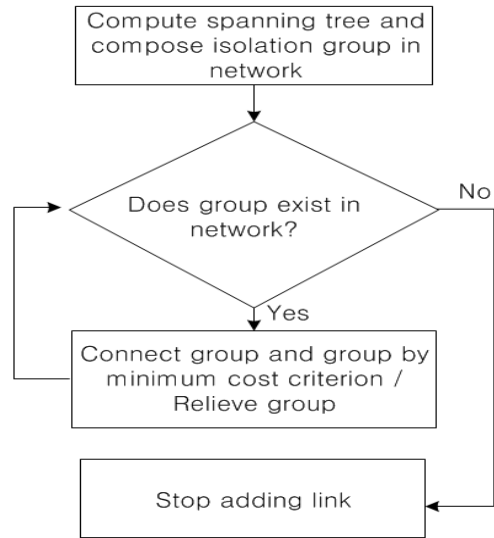 Compute spanning tree and
compose isolation group in
network
Does group exist in
network?
No
Yes
Connect group and group by
minimum cost criterion /
Relieve group
Stop adding link